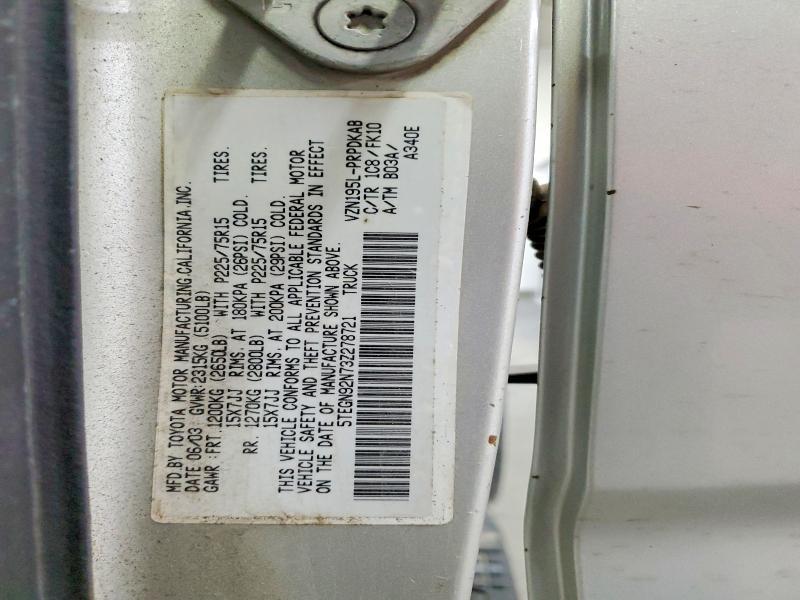 MFD.BY TOYOTA MOTOR MANUFACTURING,CALIFORNIA.INC.
DATE 06/03 GVWR:2315KG (5100LB)
GAWR :FRT.1200KG (2650LB) WITH P225/75R15 TIRES.
15X7JJ RIMS. AT 180KPA (26PSI) COLD.
RR. 1270KG (2800LB) WITH P225/75R15 TIRES.
15X7JJ RIMS. AT 200KPA (29PSI) COLD.
THIS VEHICLE CONFORMS TO ALL APPLICABLE FEDERAL MOTOR
VEHICLE SAFETY AND THEFT PREVENTION STANDARDS IN EFFECT
ON THE DATE OF MANUFACTURE SHOWN ABOVE.
5TEGN92N73Z278721 TRUCK
VZN195L-PRPDKAB
C/TR 1C8/FK10
A/TM B03A/
A340E